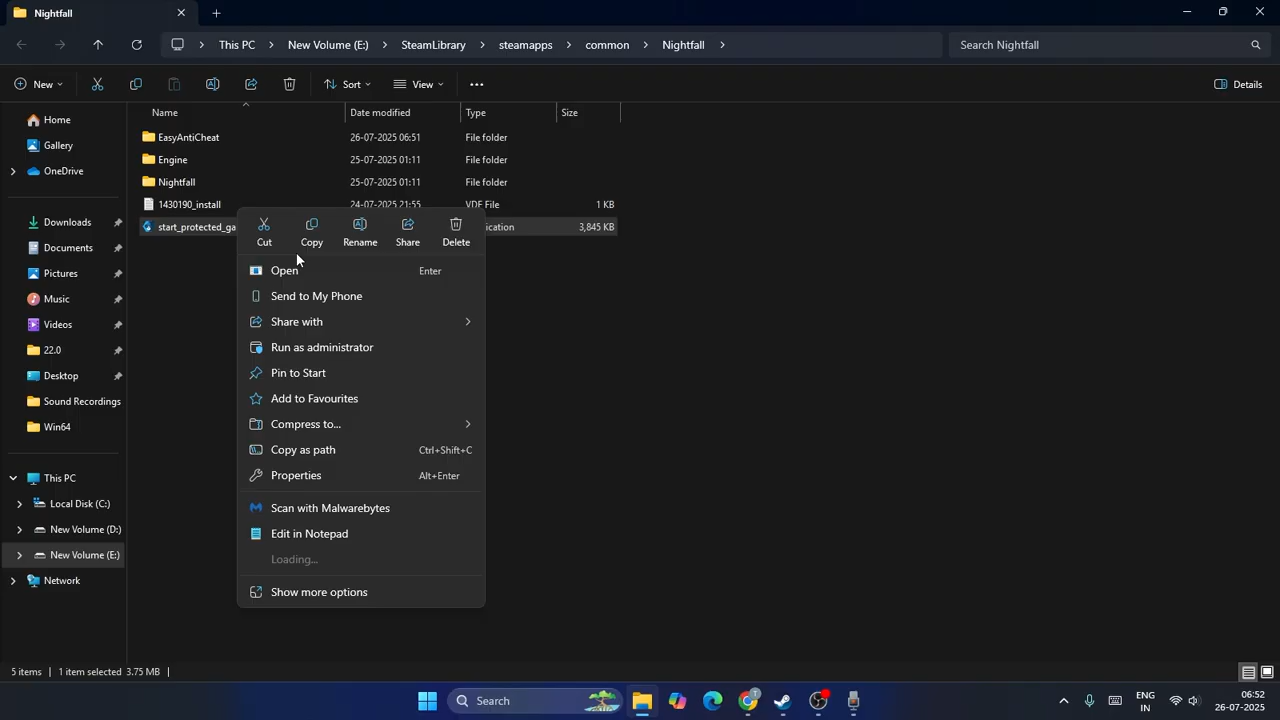 Nightfall
This PC > New Volume (E:) > SteamLibrary > steamapps > common > Nightfall >
Search Nightfall
New
Sort
View
Details
Name
Date modified
Type
Size
EasyAntiCheat 26-07-2025 06:51 File folder
Engine 25-07-2025 01:11 File folder
Nightfall 25-07-2025 01:11 File folder
1430190_install 24-07-2025 21:55 VDF File 1 KB
start_protected_ga ication 3,845 KB
Home
Gallery
OneDrive
Downloads
Documents
Pictures
Music
Videos
22.0
Desktop
Sound Recordings
Win64
This PC
Local Disk (C:)
New Volume (D:)
New Volume (E:)
Network
Cut
Copy
Rename
Share
Delete
Open Enter
Send to My Phone
Share with
Run as administrator
Pin to Start
Add to Favourites
Compress to...
Copy as path Ctrl+Shift+C
Properties Alt+Enter
Scan with Malwarebytes
Edit in Notepad
Loading...
Show more options
5 items | 1 item selected 3.75 MB |
Search
ENG
IN
06:52
26-07-2025